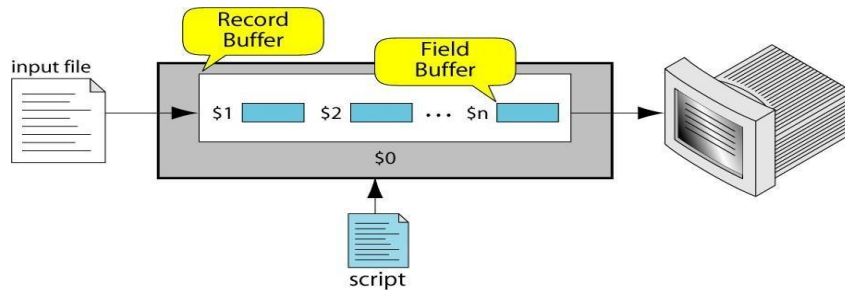 Record
Buffer
Field
Buffer
input file
$1 $2 ... $n
$0
script